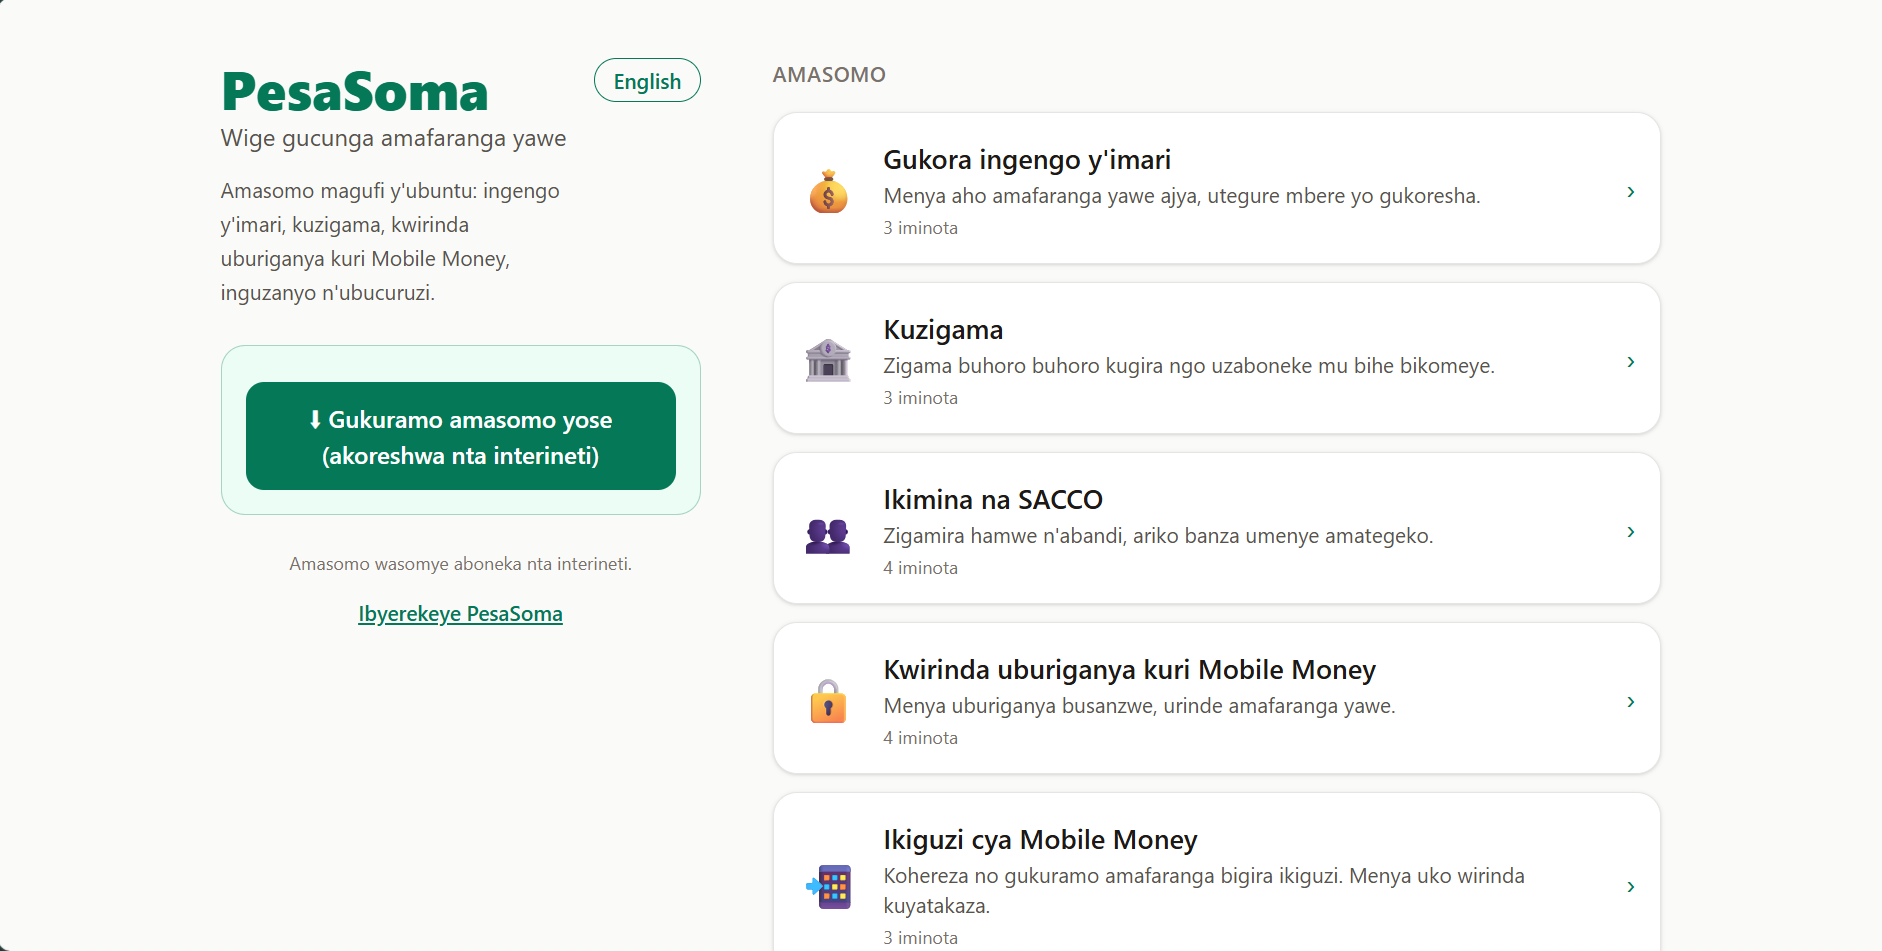 PesaSoma
English
Wige gucunga amafaranga yawe
Amasomo magufi y'ubuntu: ingengo
y'imari, kuzigama, kwirinda
uburiganya kuri Mobile Money,
inguzanyo n'ubucuruzi.
⬇ Gukuramo amasomo yose
(akoreshwa nta interineti)
Amasomo wasomye aboneka nta interineti.
Ibyerekeye PesaSoma
AMASOMO
Gukora ingengo y'imari
Menya aho amafaranga yawe ajya, utegure mbere yo gukoresha.
3 iminota
Kuzigama
Zigama buhoro buhoro kugira ngo uzaboneke mu bihe bikomeye.
3 iminota
Ikimina na SACCO
Zigamira hamwe n'abandi, ariko banza umenye amategeko.
4 iminota
Kwirinda uburiganya kuri Mobile Money
Menya uburiganya busanzwe, urinde amafaranga yawe.
4 iminota
Ikiguzi cya Mobile Money
Kohereza no gukuramo amafaranga bigira ikiguzi. Menya uko wirinda
kuyatakaza.
3 iminota